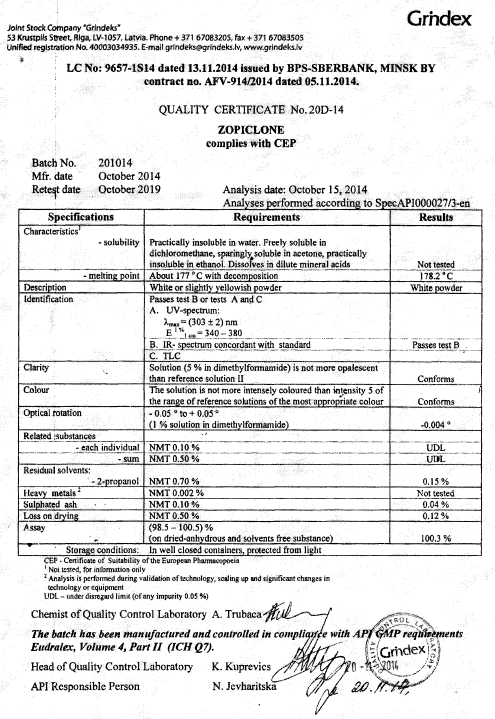 Grindex
Joint Stock Company "Grindeks"
53 Krustpils Street, Riga, LV-1057, Latvia. Phone + 371 67083205, fax + 371 67083505
Unified registration No. 40003034935. E-mail grindeks@grindeks.lv, www.grindeks.lv
LC No: 9657-1S14 dated 13.11.2014 issued by BPS-SBERBANK, MINSK BY
contract no. AFV-914/2014 dated 05.11.2014.
QUALITY CERTIFICATE No. 20D-14
ZOPICLONE
complies with CEP
Batch No. 201014
Mfr. date October 2014
Retest date October 2019 Analysis date: October 15, 2014
Analyses performed according to SpecAPI000027/3-en
Specifications Requirements Results
Characteristics¹
- solubility Practically insoluble in water. Freely soluble in
dichloromethane, sparingly soluble in acetone, practically
insoluble in ethanol. Dissolves in dilute mineral acids Not tested
- melting point About 177 °C with decomposition 178.2 °C
Description White or slightly yellowish powder White powder
Identification Passes test B or tests A and C
A. UV-spectrum:
λmax = (303 ± 2) nm
E 1% 1 cm = 340 – 380
B. IR- spectrum concordant with standard Passes test B
C. TLC
Clarity Solution (5 % in dimethylformamide) is not more opalescent
than reference solution II Conforms
Colour The solution is not more intensely coloured than intensity 5 of
the range of reference solutions of the most appropriate colour Conforms
Optical rotation - 0.05 ° to + 0.05 °
(1 % solution in dimethylformamide) -0.004 °
Related substances
- each individual NMT 0.10 % UDL
- sum NMT 0.50 % UDL
Residual solvents:
- 2-propanol NMT 0.70 % 0.15 %
Heavy metals² NMT 0.002 % Not tested
Sulphated ash NMT 0.10 % 0.04 %
Loss on drying NMT 0.50 % 0.12 %
Assay (98.5 – 100.5) %
(on dried-anhydrous and solvents free substance) 100.3 %
Storage conditions: In well closed containers, protected from light
CEP - Certificate of Suitability of the European Pharmacopoeia
¹ Not tested, for information only
² Analysis is performed during validation of technology, scaling up and significant changes in
technology or equipment
UDL – under disregard limit (of any impurity 0.05 %)
Chemist of Quality Control Laboratory A. Trubaca
The batch has been manufactured and controlled in compliance with API GMP requirements
Eudralex, Volume 4, Part II (ICH Q7).
Head of Quality Control Laboratory K. Kuprevics
API Responsible Person N. Jevharitska
QUALITY CONTROL LABORATORY
Grindex
2014
20.11.14.